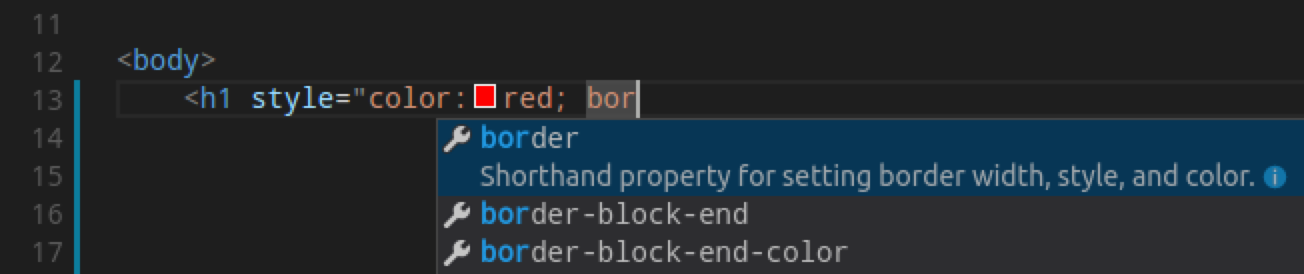 11
12 <body>
13 <h1 style="color: red; bor
14 border
15 Shorthand property for setting border width, style, and color.
16 border-block-end
17 border-block-end-color